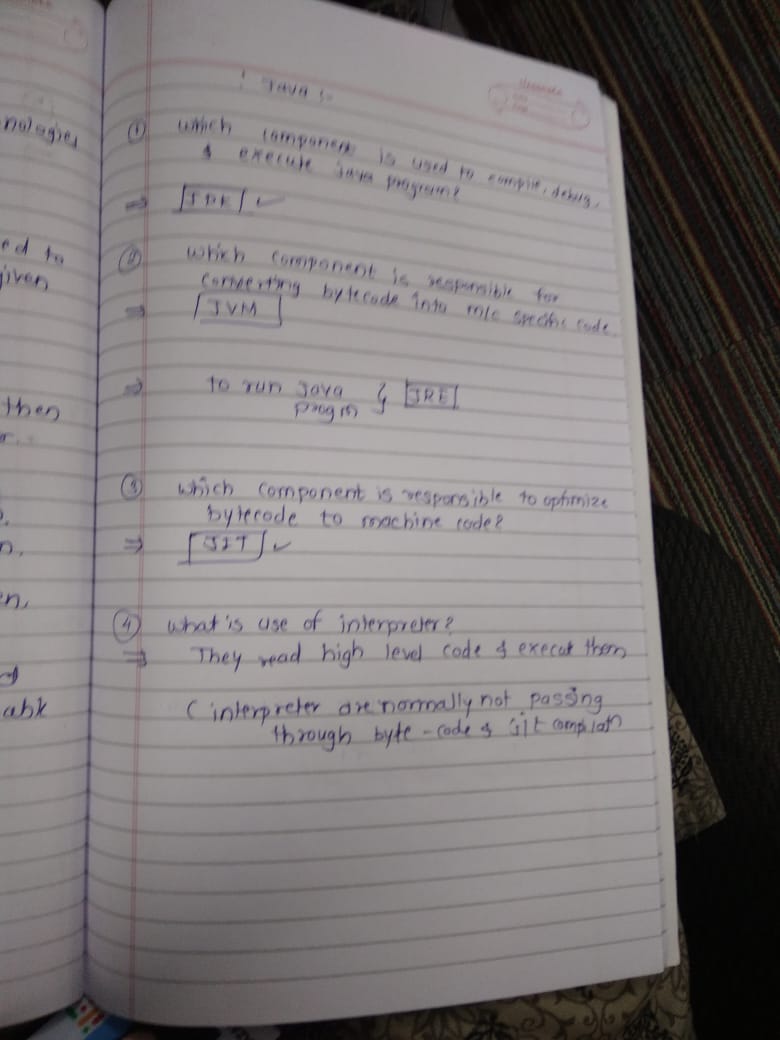 nologies
ed to
given
then
r.
n.
en,
: Java :-
① which component is used to compile, debug,
& execute java program?
⇒ JDK ✓
② which component is responsible for
converting bytecode into m/c specific code
⇒ JVM
⇒ to run Java } JRE
progrm
③ which component is responsible to optimize
bytecode to machine code?
⇒ JIT ✓
④ what is use of interpreter?
⇒ They read high level code & execut them
( interpreter are normally not passing
through byte-code &